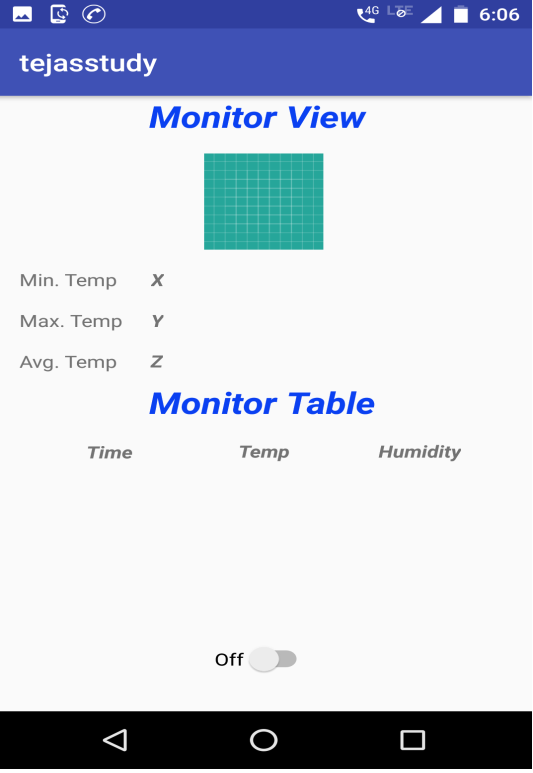 4G LTE 6:06
tejasstudy
Monitor View
Min. Temp X
Max. Temp Y
Avg. Temp Z
Monitor Table
Time Temp Humidity
Off